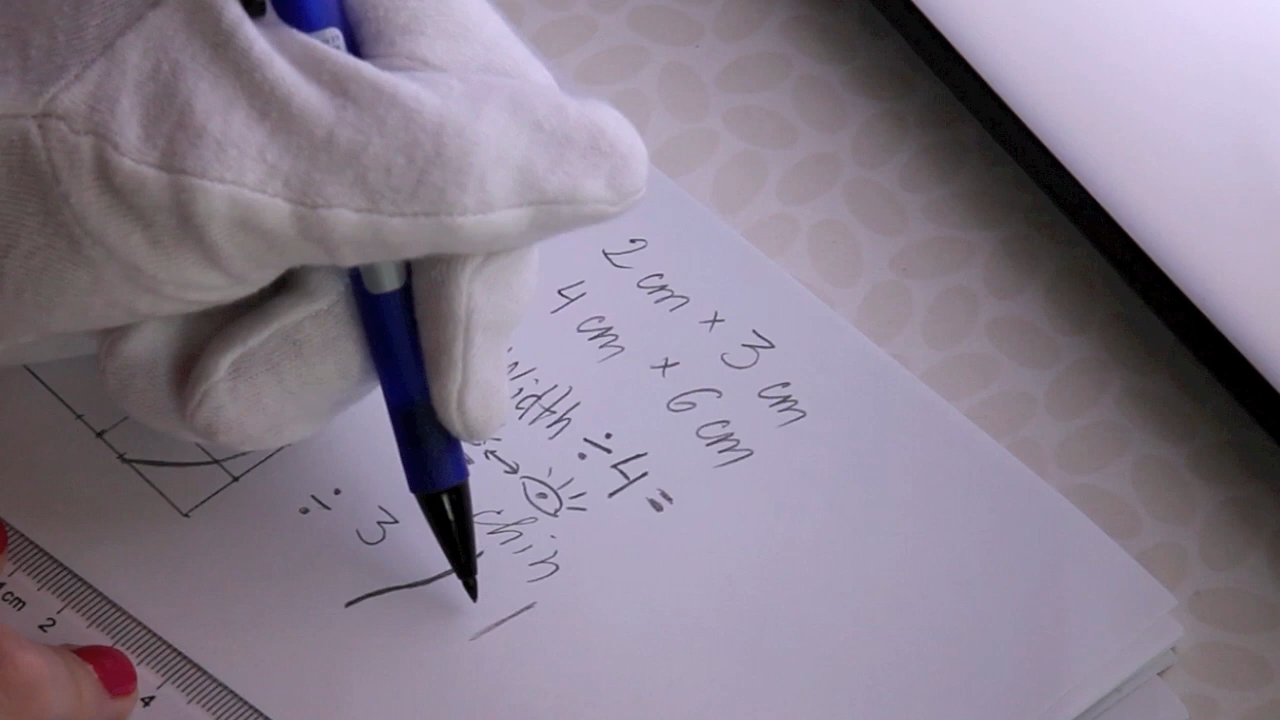 2 cm × 3 cm
4 cm × 6 cm
width ÷ 4 =
chin
÷ 3
cm 2
4